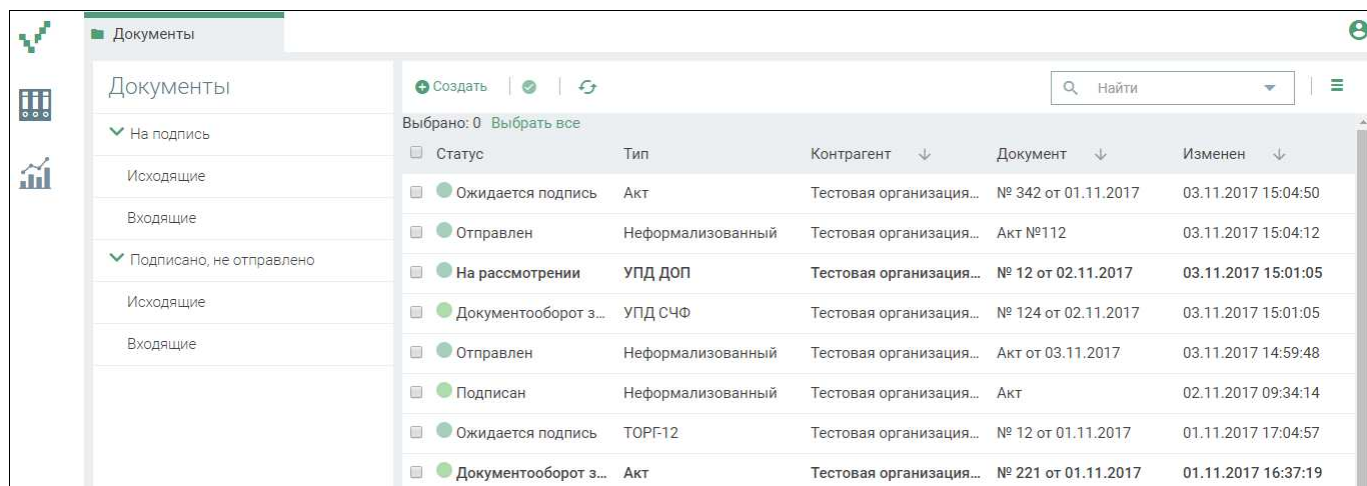 Документы
Документы
На подпись
Исходящие
Входящие
Подписано, не отправлено
Исходящие
Входящие
Создать
Найти
Выбрано: 0 Выбрать все
Статус Тип Контрагент Документ Изменен
Ожидается подпись Акт Тестовая организация... № 342 от 01.11.2017 03.11.2017 15:04:50
Отправлен Неформализованный Тестовая организация... Акт №112 03.11.2017 15:04:12
На рассмотрении УПД ДОП Тестовая организация... № 12 от 02.11.2017 03.11.2017 15:01:05
Документооборот з... УПД СЧФ Тестовая организация... № 124 от 02.11.2017 03.11.2017 15:01:05
Отправлен Неформализованный Тестовая организация... Акт от 03.11.2017 03.11.2017 14:59:48
Подписан Неформализованный Тестовая организация... Акт 02.11.2017 09:34:14
Ожидается подпись ТОРГ-12 Тестовая организация... № 12 от 01.11.2017 01.11.2017 17:04:57
Документооборот з... Акт Тестовая организация... № 221 от 01.11.2017 01.11.2017 16:37:19